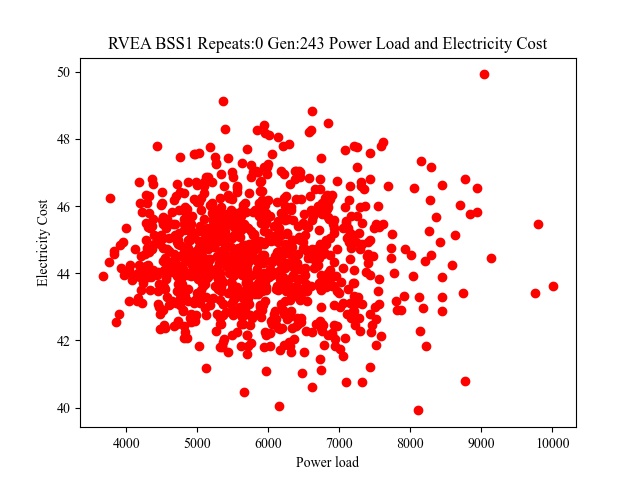 RVEA BSS1 Repeats:0 Gen:243 Power Load and Electricity Cost
50
48
46
44
42
40
Electricity Cost
4000 5000 6000 7000 8000 9000 10000
Power load